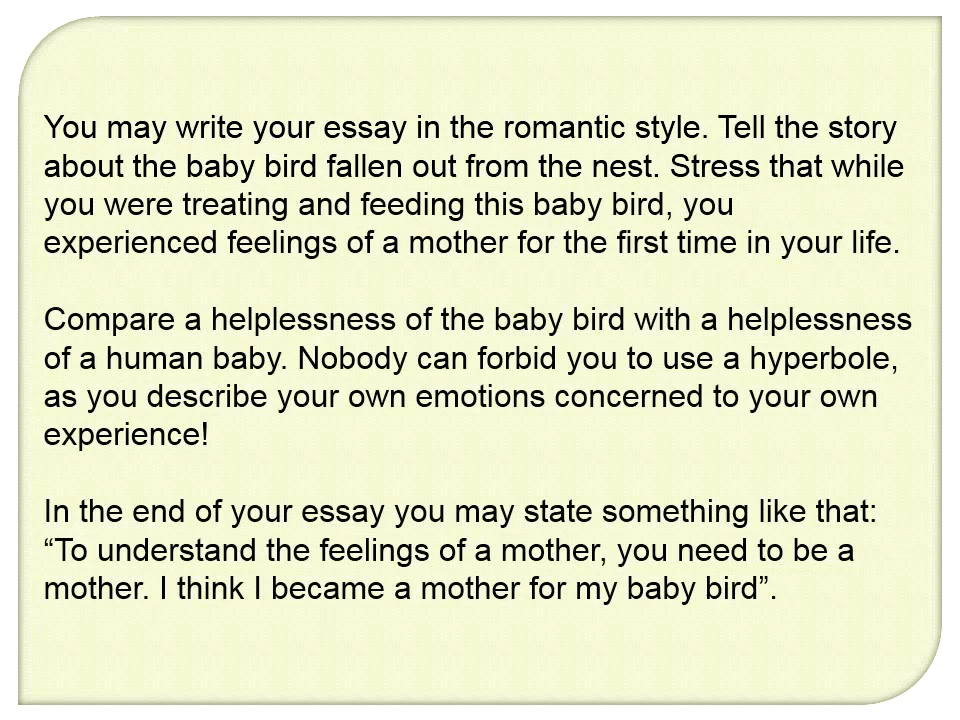 You may write your essay in the romantic style. Tell the story
about the baby bird fallen out from the nest. Stress that while
you were treating and feeding this baby bird, you
experienced feelings of a mother for the first time in your life.
Compare a helplessness of the baby bird with a helplessness
of a human baby. Nobody can forbid you to use a hyperbole,
as you describe your own emotions concerned to your own
experience!
In the end of your essay you may state something like that:
“To understand the feelings of a mother, you need to be a
mother. I think I became a mother for my baby bird”.